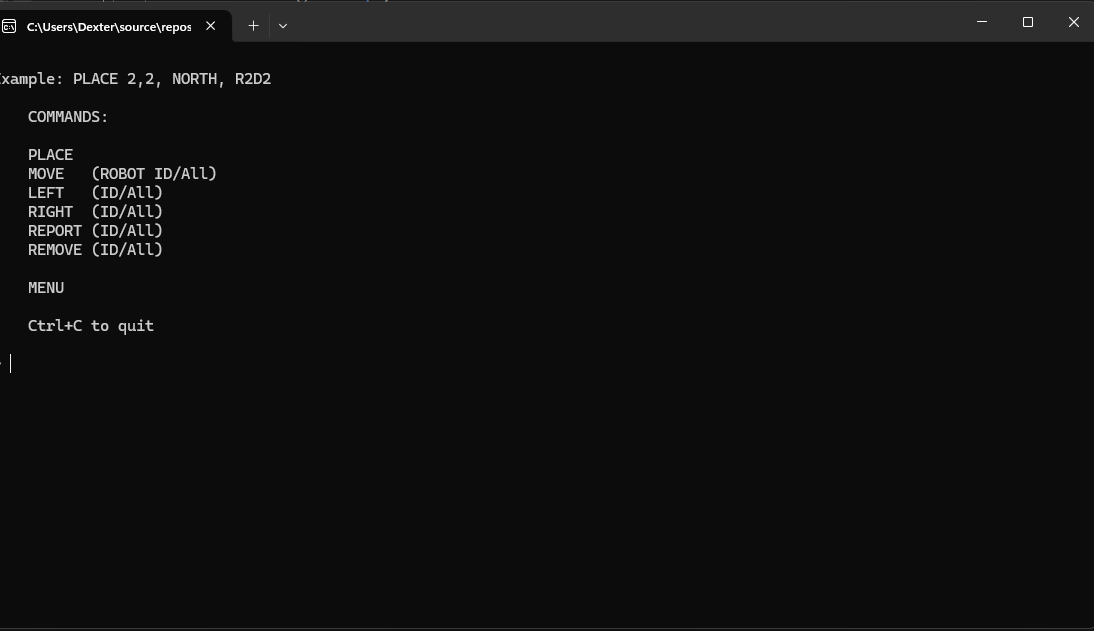 C:\Users\Dexter\source\repos
xample: PLACE 2,2, NORTH, R2D2
COMMANDS:
PLACE
MOVE (ROBOT ID/All)
LEFT (ID/All)
RIGHT (ID/All)
REPORT (ID/All)
REMOVE (ID/All)
MENU
Ctrl+C to quit